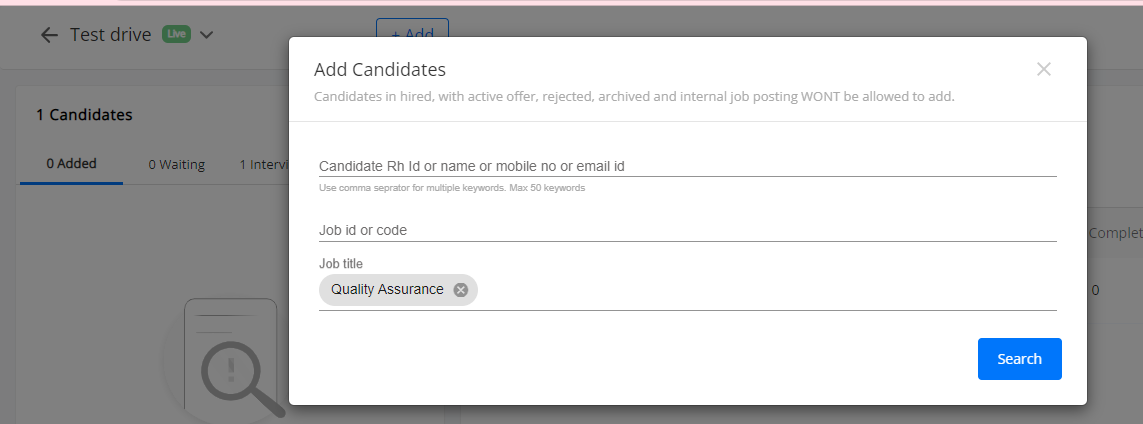 Test drive Live
+ Add
Add Candidates
Candidates in hired, with active offer, rejected, archived and internal job posting WONT be allowed to add.
1 Candidates
0 Added 0 Waiting 1 Intervi
Candidate Rh Id or name or mobile no or email id
Use comma seprator for multiple keywords. Max 50 keywords
Job id or code
Complet
Job title
Quality Assurance
0
Search